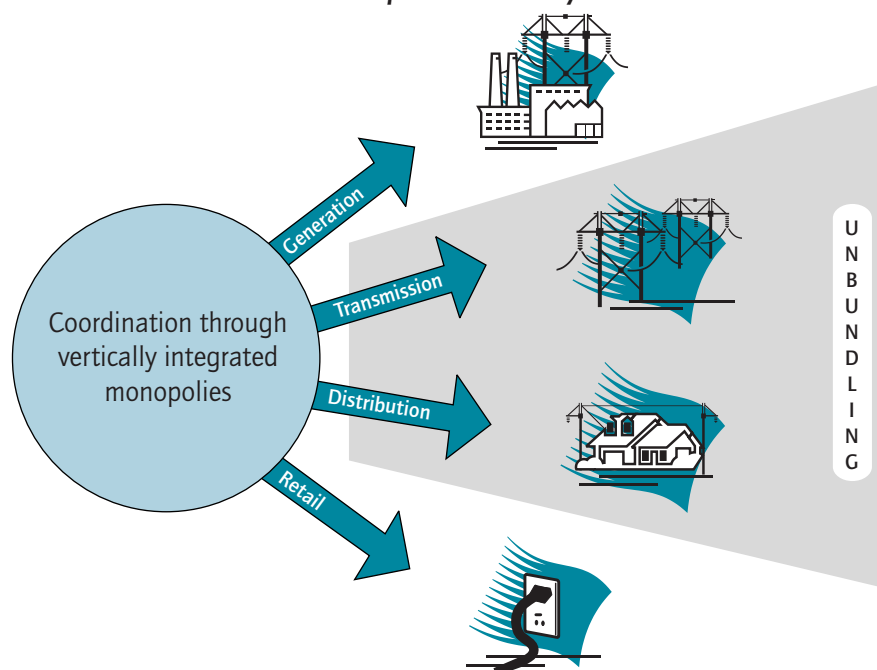 Generation
Transmission
Coordination through
vertically integrated
monopolies
Distribution
Retail
U
N
B
U
N
D
L
I
N
G